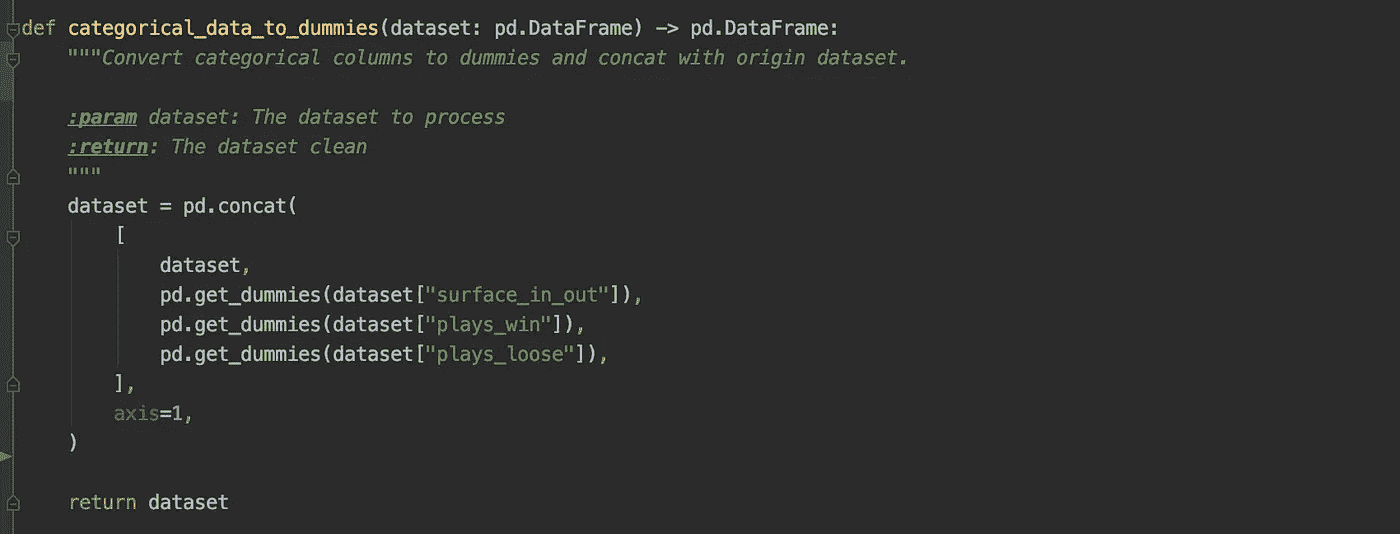 def categorical_data_to_dummies(dataset: pd.DataFrame) -> pd.DataFrame:
    """Convert categorical columns to dummies and concat with origin dataset.

    :param dataset: The dataset to process
    :return: The dataset clean
    """
    dataset = pd.concat(
        [
            dataset,
            pd.get_dummies(dataset["surface_in_out"]),
            pd.get_dummies(dataset["plays_win"]),
            pd.get_dummies(dataset["plays_loose"]),
        ],
        axis=1,
    )

    return dataset